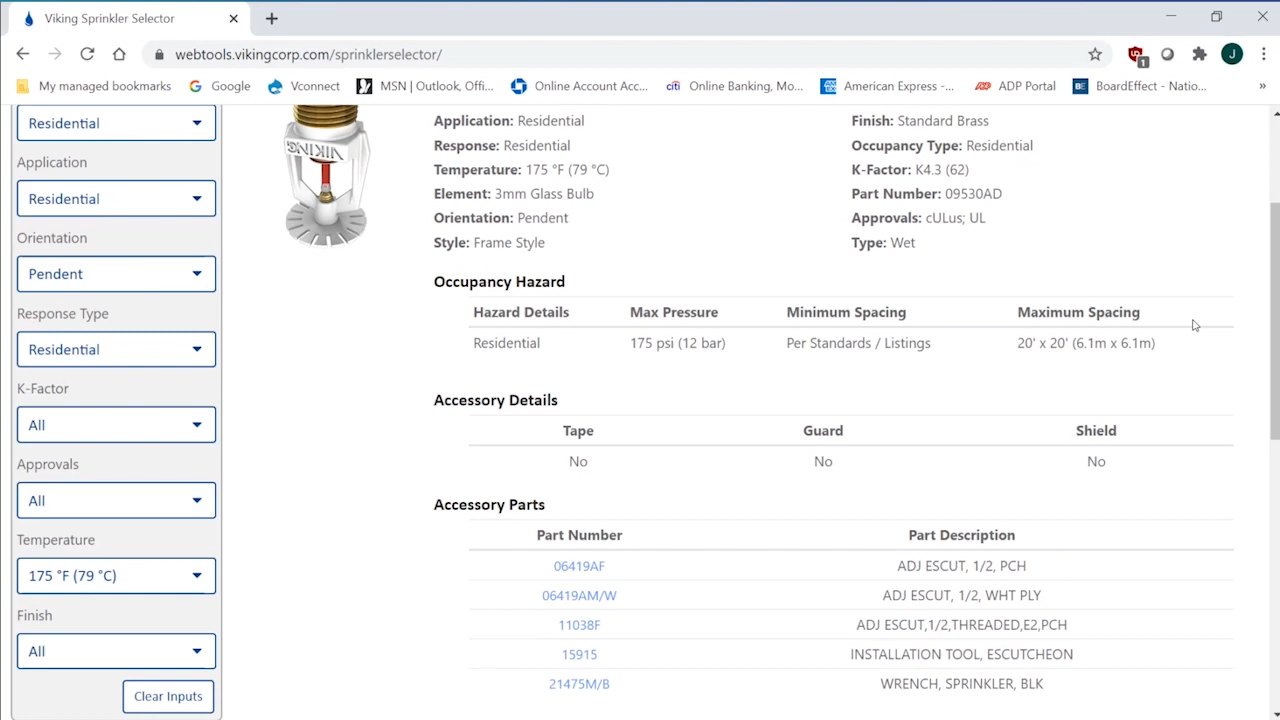 Viking Sprinkler Selector
webtools.vikingcorp.com/sprinklerselector/
1
J
My managed bookmarks
Google
Vconnect
MSN | Outlook, Offi...
Online Account Acc...
citi
Online Banking, Mo...
American Express -...
ADP Portal
BE
BoardEffect - Natio...
»
Residential
Application
Residential
Orientation
Pendent
Response Type
Residential
K-Factor
All
Approvals
All
Temperature
175 °F (79 °C)
Finish
All
Clear Inputs
VIKING
Application: Residential
Response: Residential
Temperature: 175 °F (79 °C)
Element: 3mm Glass Bulb
Orientation: Pendent
Style: Frame Style
Finish: Standard Brass
Occupancy Type: Residential
K-Factor: K4.3 (62)
Part Number: 09530AD
Approvals: cULus; UL
Type: Wet
Occupancy Hazard
Hazard Details Max Pressure Minimum Spacing Maximum Spacing
Residential 175 psi (12 bar) Per Standards / Listings 20' x 20' (6.1m x 6.1m)
Accessory Details
Tape Guard Shield
No No No
Accessory Parts
Part Number Part Description
06419AF ADJ ESCUT, 1/2, PCH
06419AM/W ADJ ESCUT, 1/2, WHT PLY
11038F ADJ ESCUT,1/2,THREADED,E2,PCH
15915 INSTALLATION TOOL, ESCUTCHEON
21475M/B WRENCH, SPRINKLER, BLK